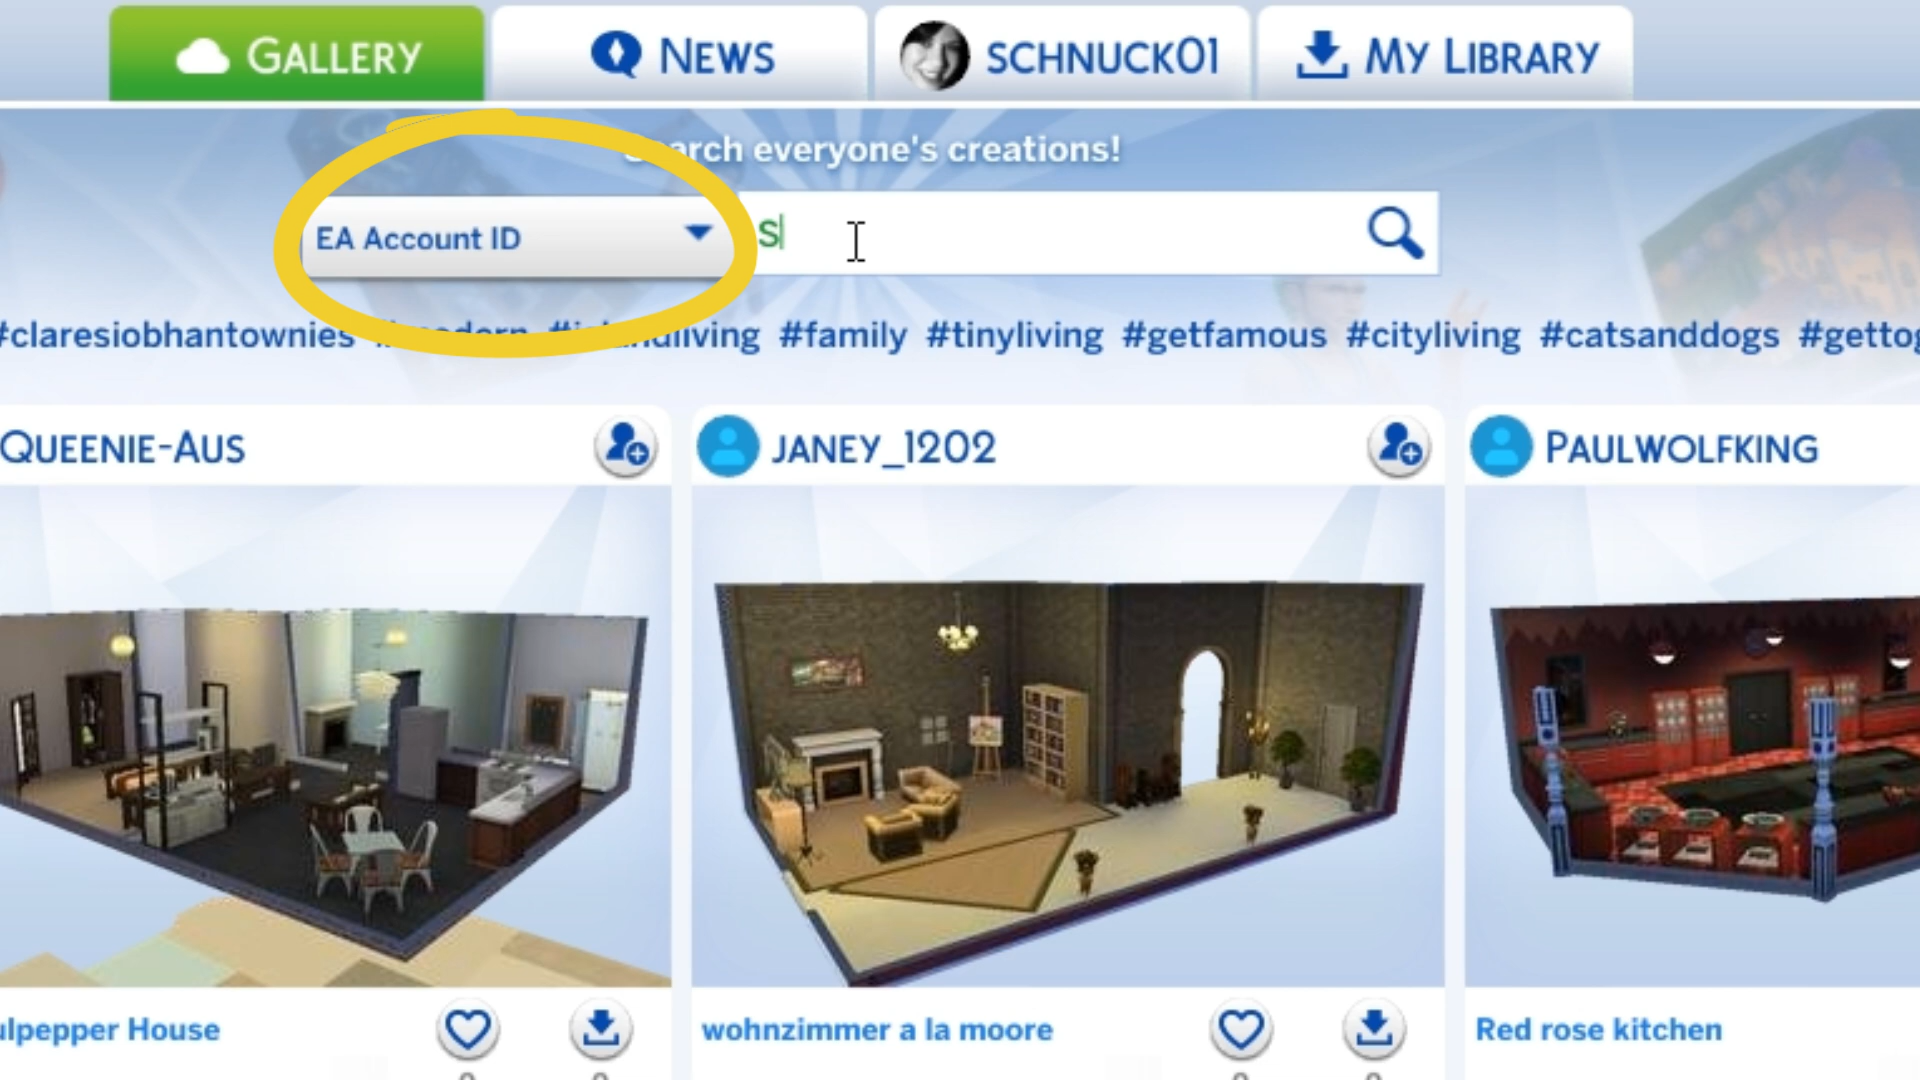 GALLERY
NEWS
SCHNUCK01
MY LIBRARY
everyone's creations!
EA Account ID
S
#claresiobhantownies #family #tinyliving #getfamous #cityliving #catsanddogs
QUEENIE-AUS
JANEY_1202
PAULWOLFKING
House
wohnzimmer a la moore
Red rose kitchen